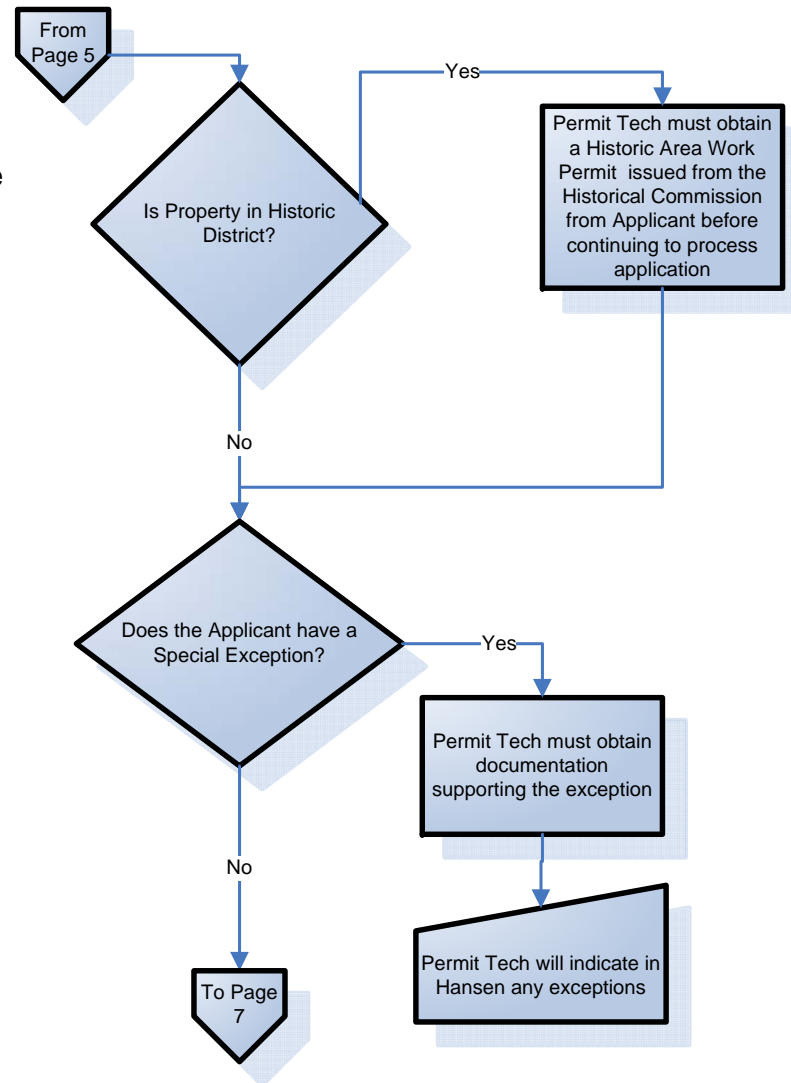 From
Page 5
Yes
Permit Tech must obtain
a Historic Area Work
Permit issued from the
Historical Commission
from Applicant before
continuing to process
application
e
Is Property in Historic
District?
No
Does the Applicant have a
Special Exception?
Yes
Permit Tech must obtain
documentation
supporting the exception
No
Permit Tech will indicate in
Hansen any exceptions
To Page
7